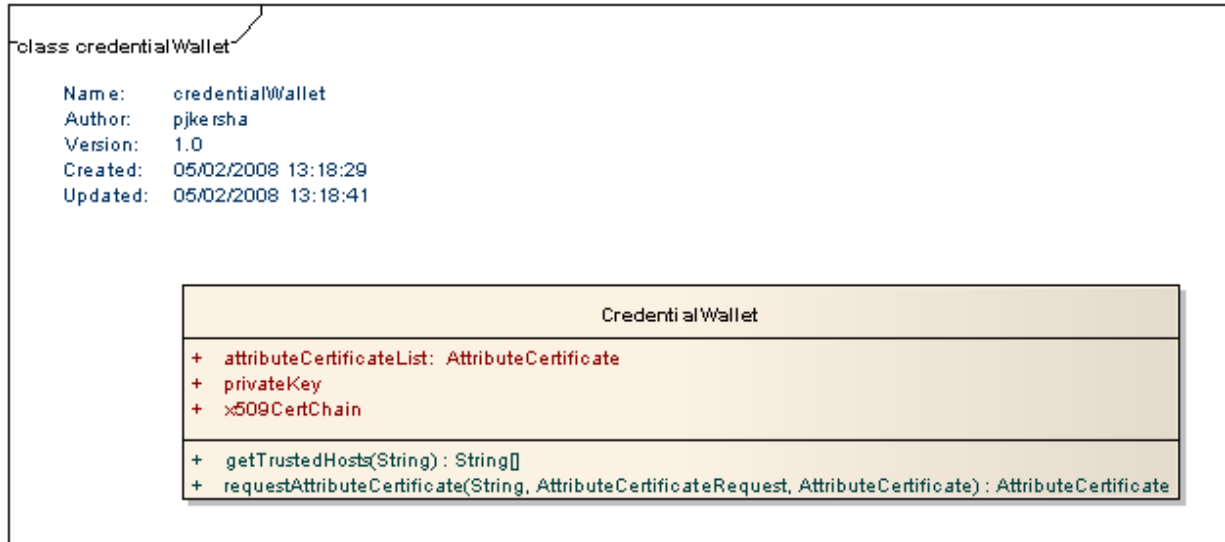 class credentialWallet
Name: credentialWallet
Author: pjkersha
Version: 1.0
Created: 05/02/2008 13:18:29
Updated: 05/02/2008 13:18:41
CredentialWallet
+ attributeCertificateList: AttributeCertificate
+ privateKey
+ x509CertChain
+ getTrustedHosts(String) : String[]
+ requestAttributeCertificate(String, AttributeCertificateRequest, AttributeCertificate) : AttributeCertificate